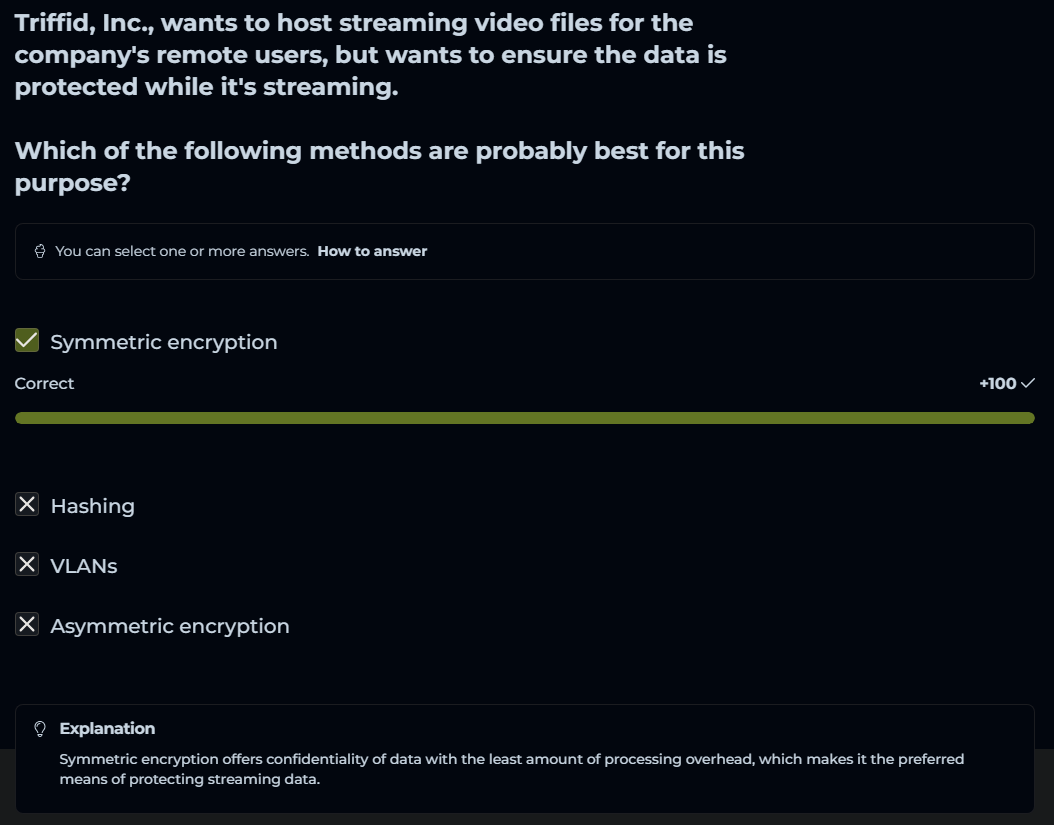 Triffid, Inc., wants to host streaming video files for the
company's remote users, but wants to ensure the data is
protected while it's streaming.
Which of the following methods are probably best for this
purpose?
You can select one or more answers. How to answer
Symmetric encryption
Correct +100
Hashing
VLANs
Asymmetric encryption
Explanation
Symmetric encryption offers confidentiality of data with the least amount of processing overhead, which makes it the preferred
means of protecting streaming data.